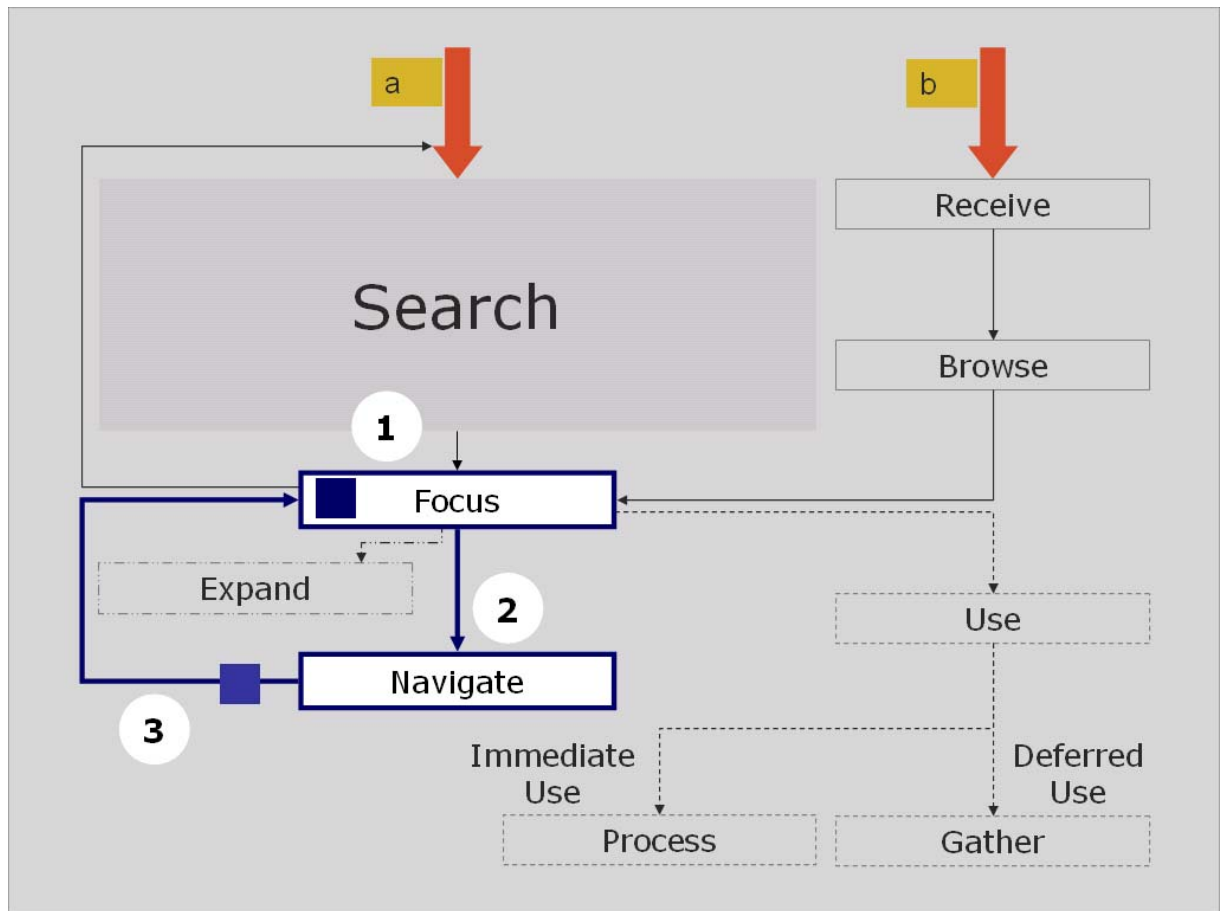 a
b
Receive
Search
Browse
1
Focus
Expand
2
Use
Navigate
3
Immediate
Use
Deferred
Use
Process
Gather